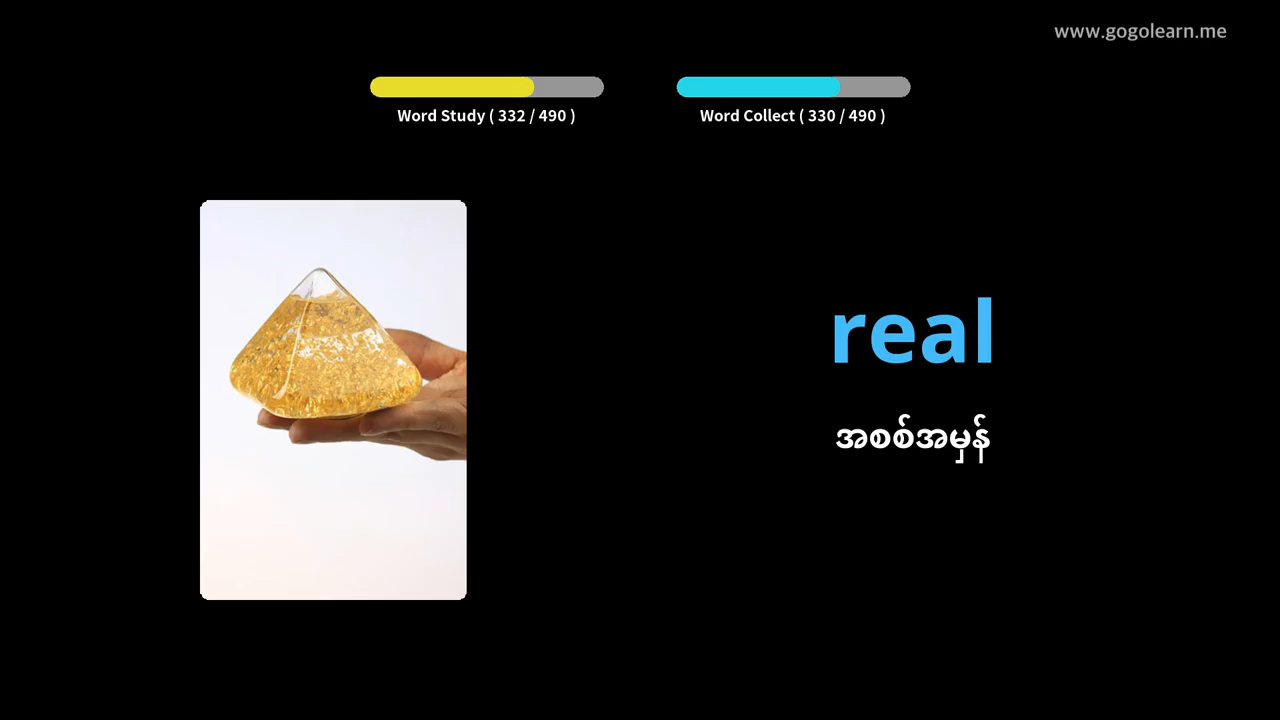 www.gogolearn.me
Word Study ( 332 / 490 )
Word Collect ( 330 / 490 )
real
အစစ်အမှန်